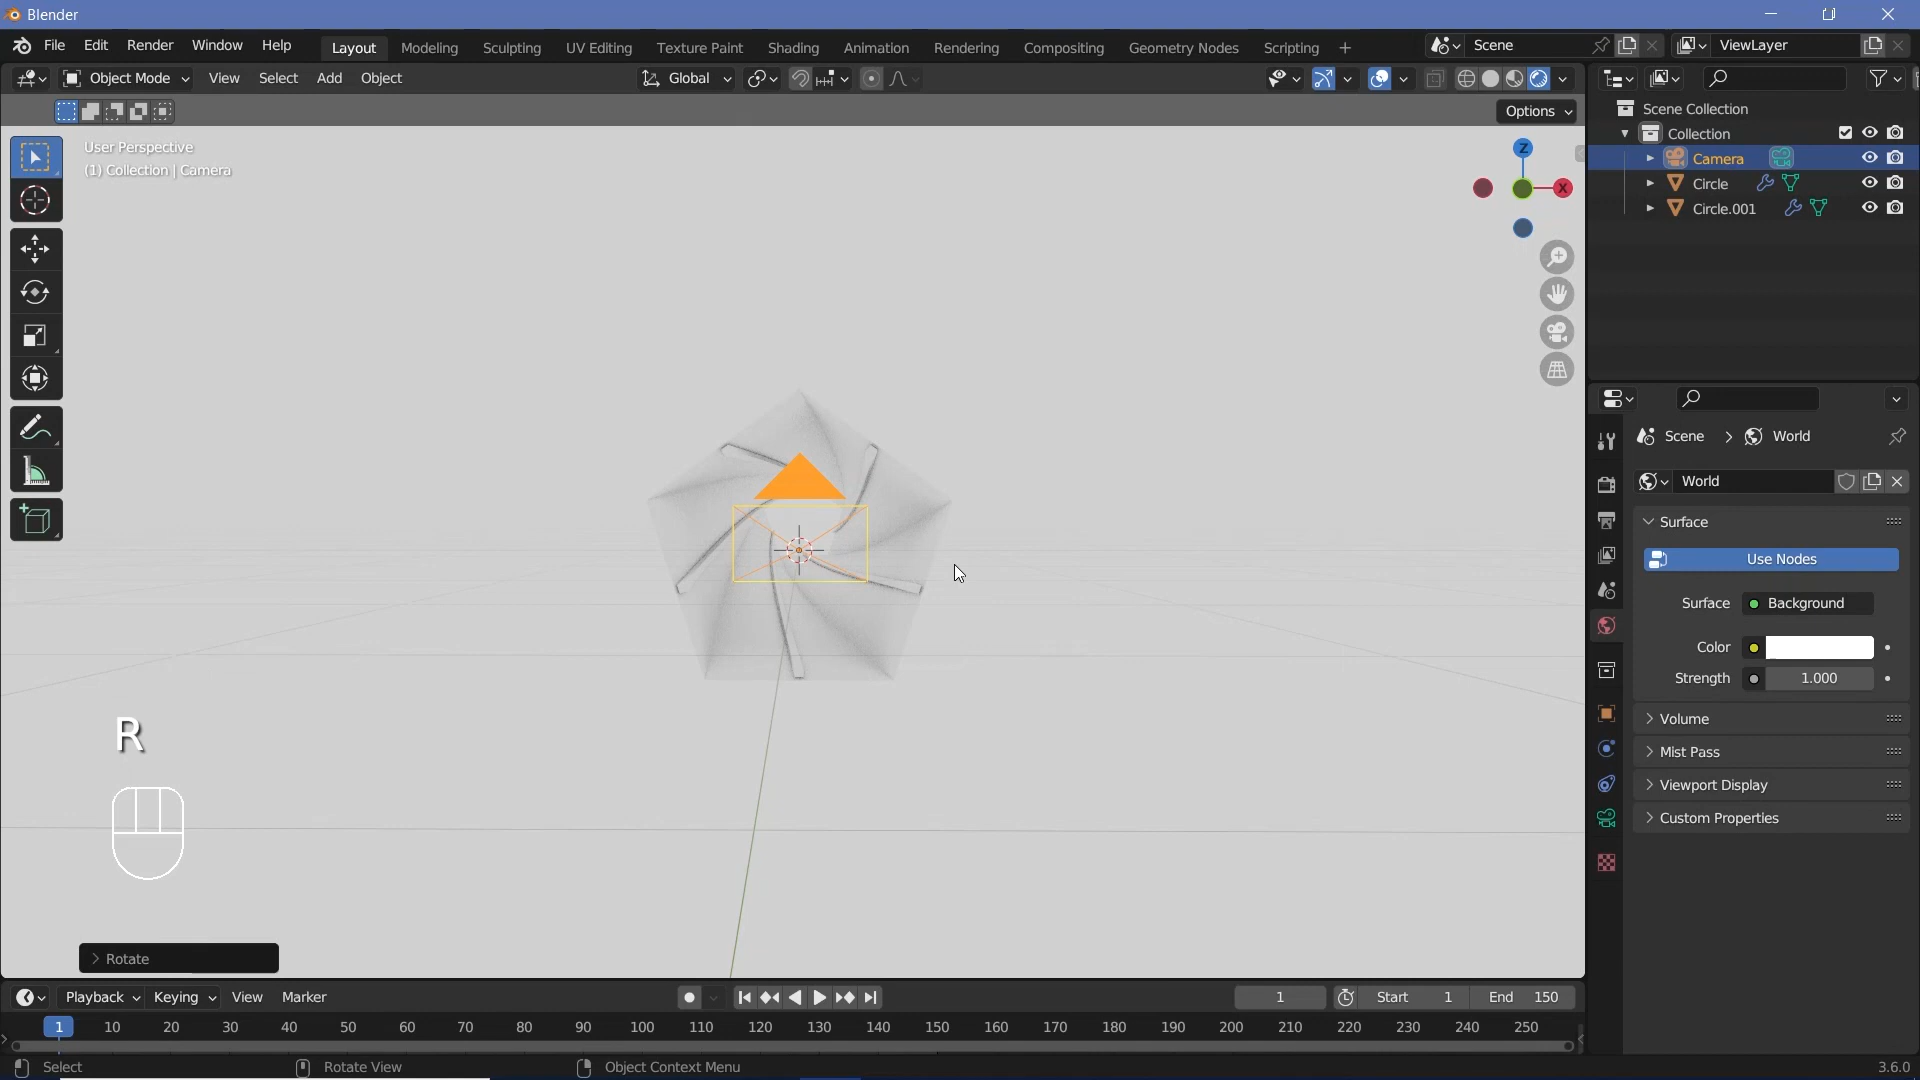 Blender
File Edit Render Window Help Layout Modeling Sculpting UV Editing Texture Paint Shading Animation Rendering Compositing Geometry Nodes Scripting + Scene ViewLayer
Object Mode View Select Add Object Global
Options
User Perspective
(1) Collection | Camera
Z
X
Scene Collection
Collection
Camera
Circle
Circle.001
Scene > World
World
Surface
Use Nodes
Surface Background
Color
Strength 1.000
Volume
Mist Pass
Viewport Display
Custom Properties
R
Rotate
Playback Keying View Marker 1 Start 1 End 150
1 10 20 30 40 50 60 70 80 90 100 110 120 130 140 150 160 170 180 190 200 210 220 230 240 250
Select Rotate View Object Context Menu 3.6.0